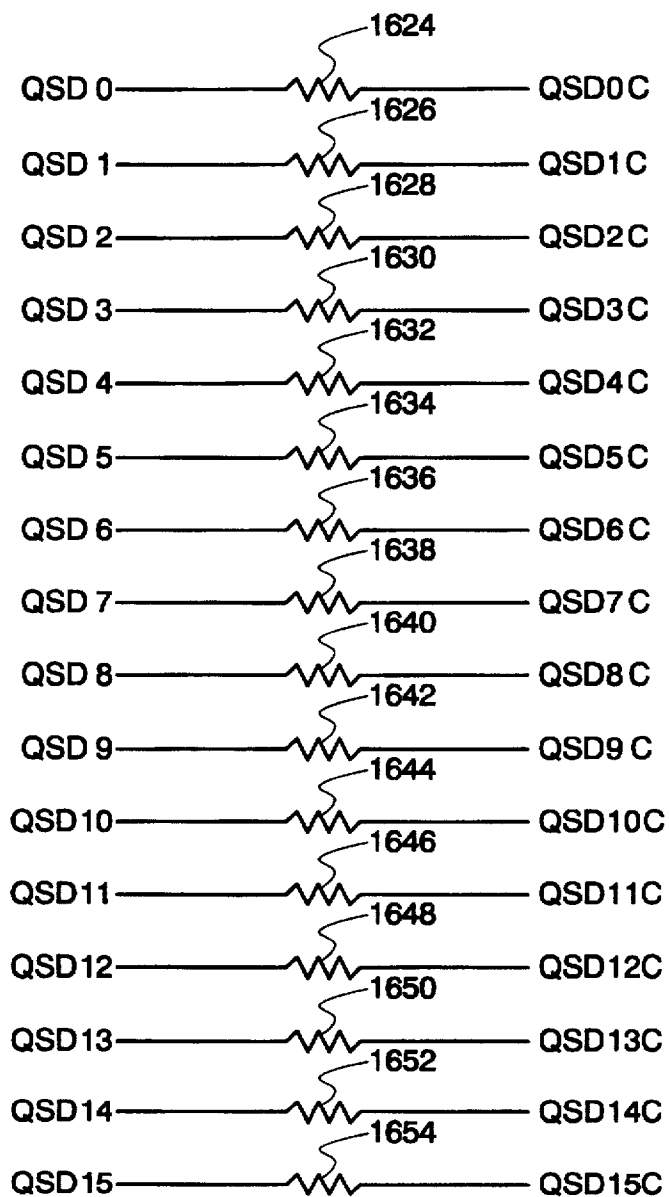 1624
QSD 0 QSD0C
1626
QSD 1 QSD1C
1628
QSD 2 QSD2C
1630
QSD 3 QSD3C
1632
QSD 4 QSD4C
1634
QSD 5 QSD5C
1636
QSD 6 QSD6C
1638
QSD 7 QSD7C
1640
QSD 8 QSD8C
1642
QSD 9 QSD9C
1644
QSD10 QSD10C
1646
QSD11 QSD11C
1648
QSD12 QSD12C
1650
QSD13 QSD13C
1652
QSD14 QSD14C
1654
QSD15 QSD15C